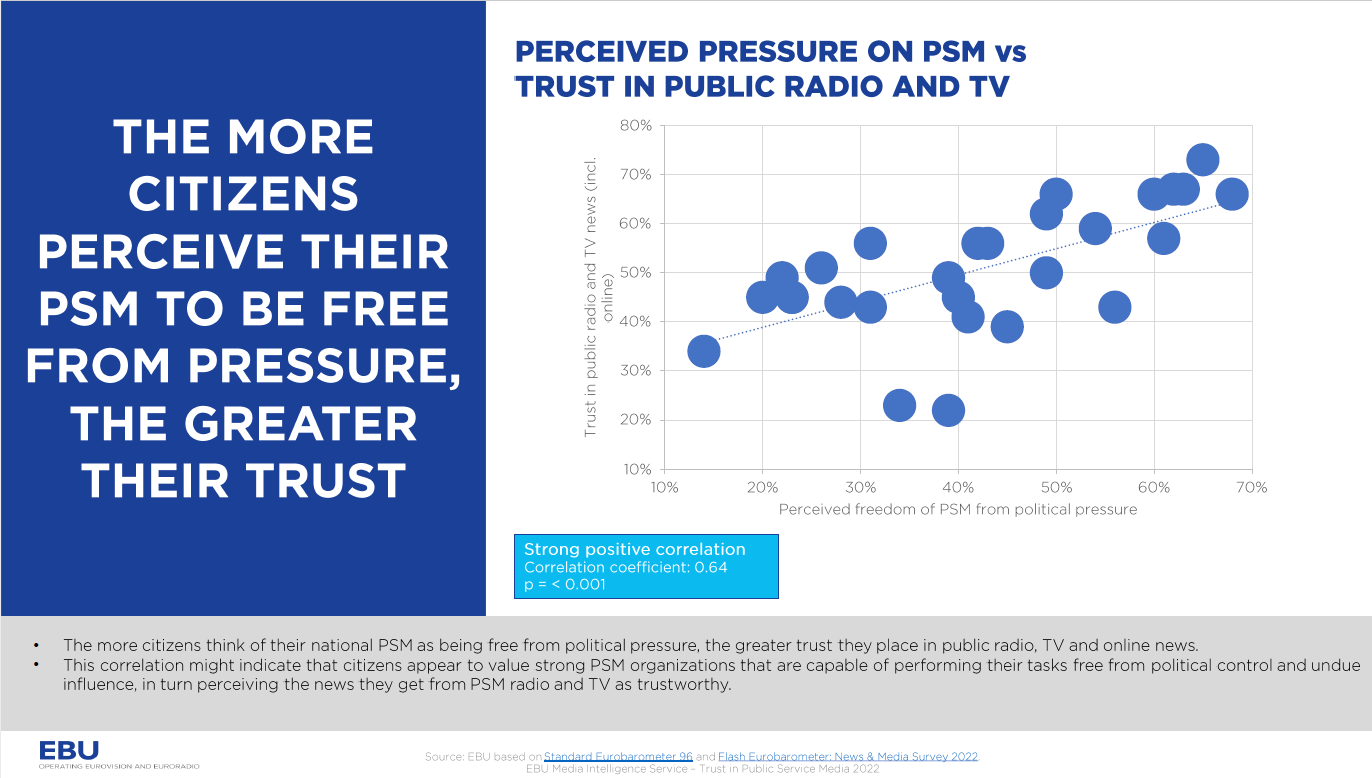 THE MORE
CITIZENS
PERCEIVE THEIR
PSM TO BE FREE
FROM PRESSURE,
THE GREATER
THEIR TRUST
PERCEIVED PRESSURE ON PSM vs
TRUST IN PUBLIC RADIO AND TV
Trust in public radio and TV news (incl.
online)
80%
70%
60%
50%
40%
30%
20%
10%
10% 20% 30% 40% 50% 60% 70%
Perceived freedom of PSM from political pressure
Strong positive correlation
Correlation coefficient: 0.64
p = < 0.001
• The more citizens think of their national PSM as being free from political pressure, the greater trust they place in public radio, TV and online news.
• This correlation might indicate that citizens appear to value strong PSM organizations that are capable of performing their tasks free from political control and undue
influence, in turn perceiving the news they get from PSM radio and TV as trustworthy.
EBU
OPERATING EUROVISION AND EURORADIO
Source: EBU based on Standard Eurobarometer 96 and Flash Eurobarometer: News & Media Survey 2022.
EBU Media Intelligence Service – Trust in Public Service Media 2022